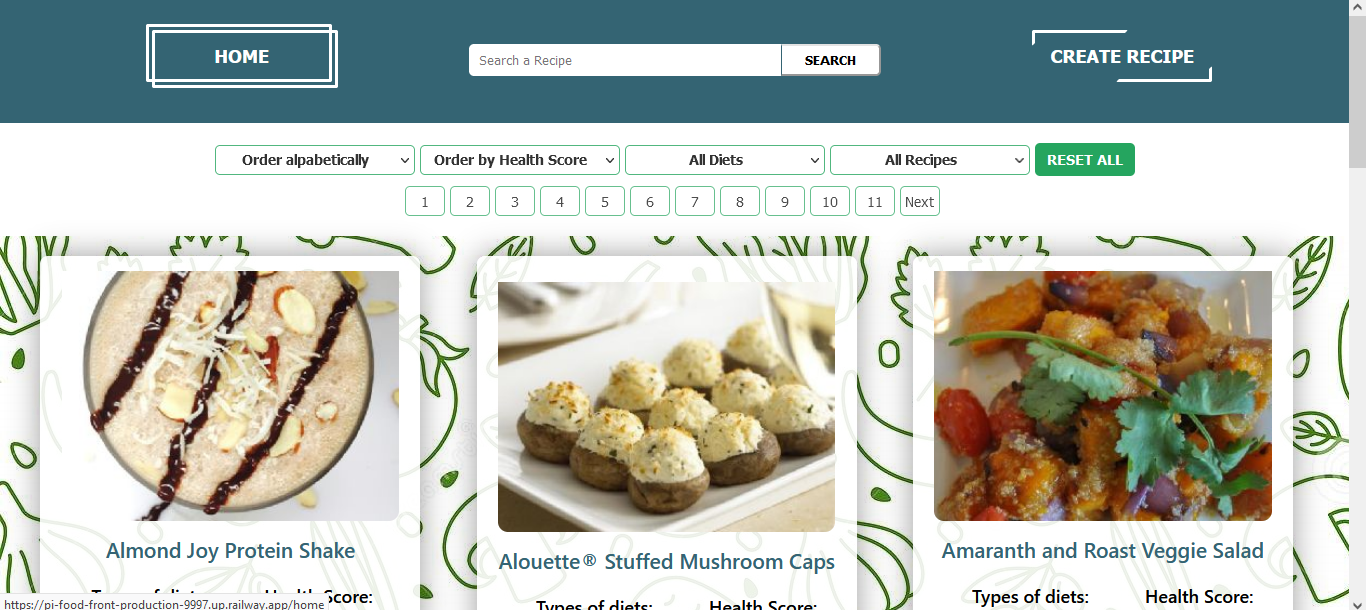 HOME
Search a Recipe
SEARCH
CREATE RECIPE
Order alpabetically
Order by Health Score
All Diets
All Recipes
RESET ALL
1 2 3 4 5 6 7 8 9 10 11 Next
Almond Joy Protein Shake
Alouette® Stuffed Mushroom Caps
Amaranth and Roast Veggie Salad
Types of diets:
Health Score:
Types of diets:
Health Score:
Types of diets:
Health Score:
https://pi-food-front-production-9997.up.railway.app/home